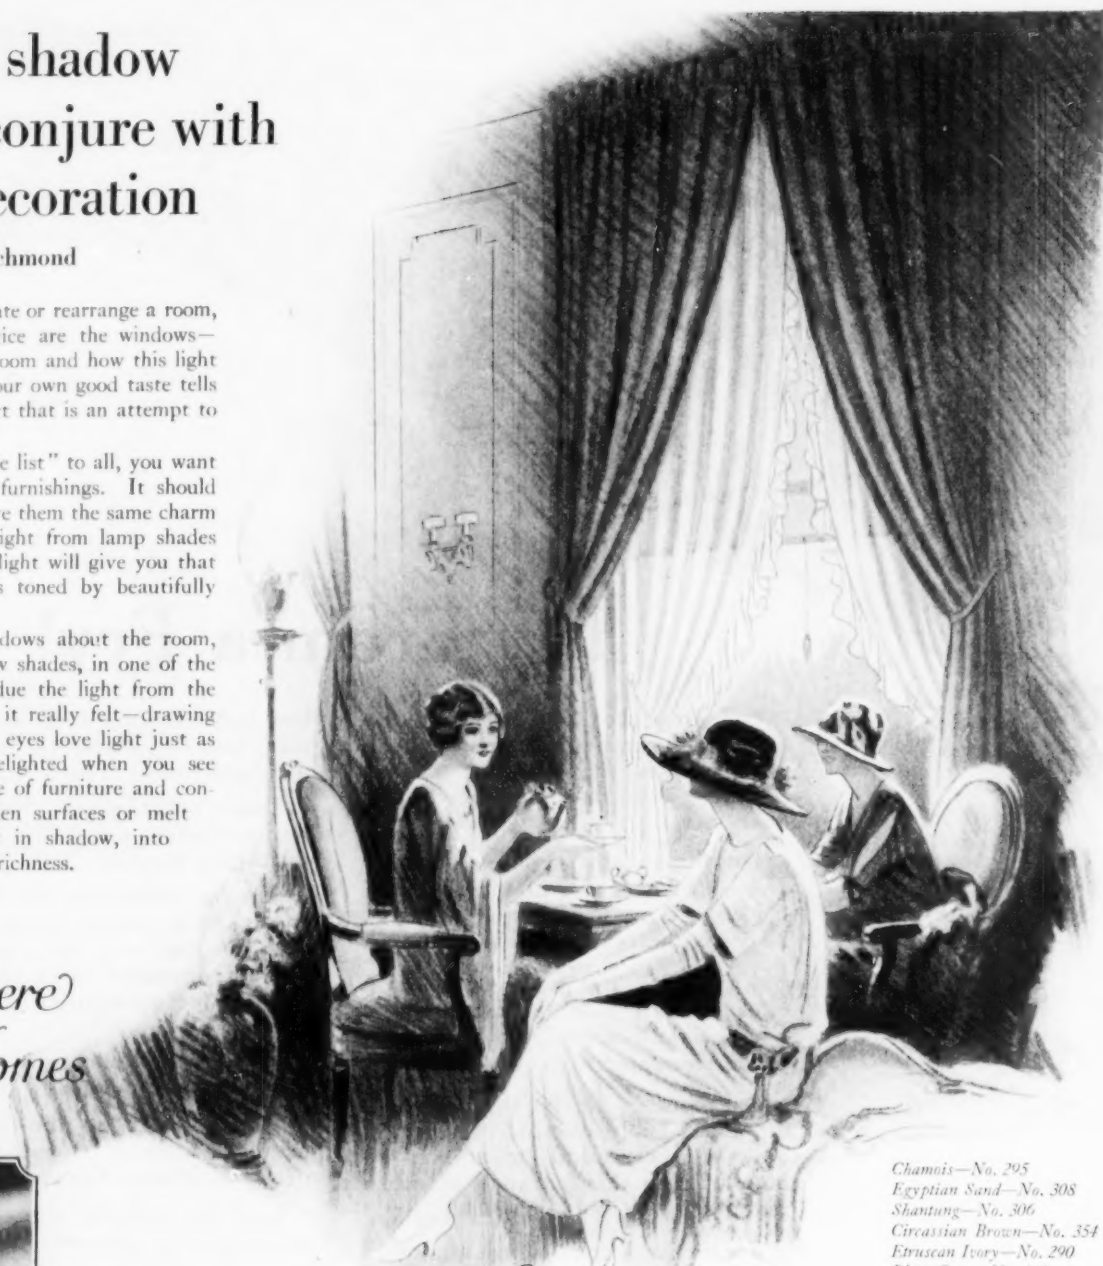 shadow
onjure with
ecoration
chmond
ate or rearrange a room,
ice are the windows—
oom and how this light
our own good taste tells
t that is an attempt to
e list" to all, you want
furnishings. It should
e them the same charm
ight from lamp shades
light will give you that
s toned by beautifully
dows about the room,
w shades, in one of the
due the light from the
it really felt—drawing
eyes love light just as
elighted when you see
e of furniture and con-
en surfaces or melt
in shadow, into
richness.
ere
omes
Chamois—No. 295
Egyptian Sand—No. 308
Shantung—No. 306
Circassian Brown—No. 354
Etruscan Ivory—No. 290